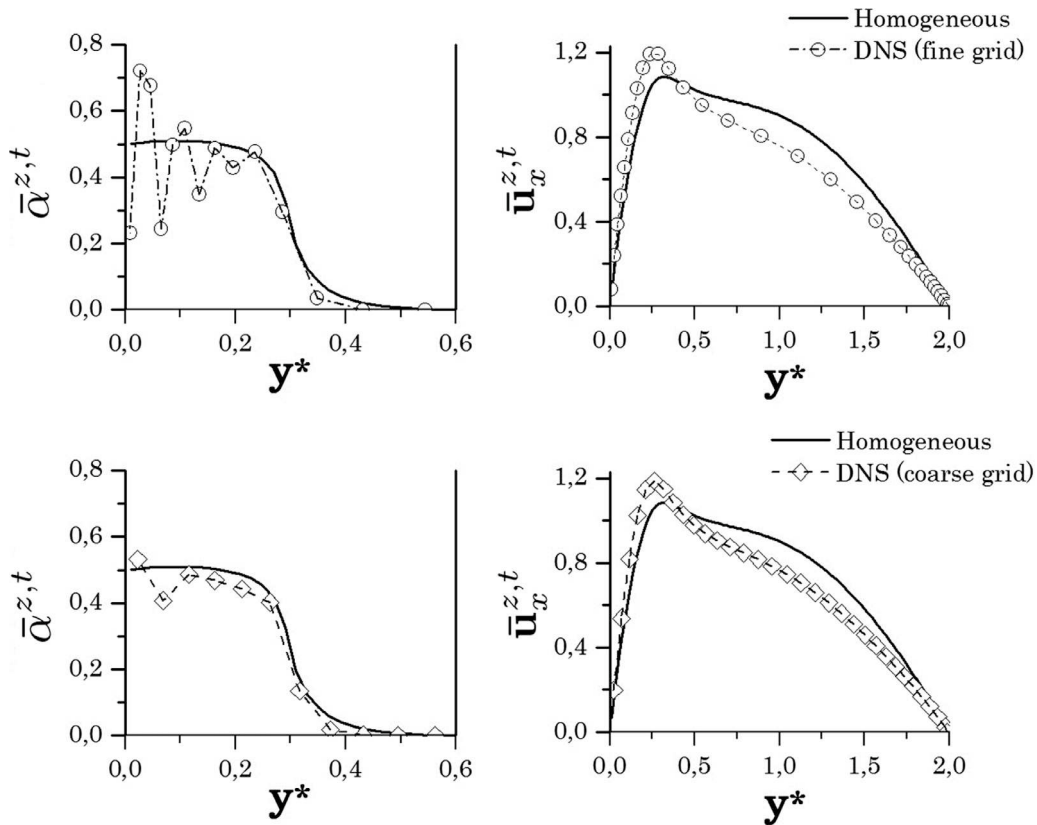 Homogeneous
DNS (fine grid)
0,8
0,6
0,4
0,2
0,0
ᾱ^{z,t}
0,0 0,2 0,4 0,6
y*
1,2
0,8
0,4
0,0
ū_x^{z,t}
0,0 0,5 1,0 1,5 2,0
y*
Homogeneous
DNS (coarse grid)
0,8
0,6
0,4
0,2
0,0
ᾱ^{z,t}
0,0 0,2 0,4 0,6
y*
1,2
0,8
0,4
0,0
ū_x^{z,t}
0,0 0,5 1,0 1,5 2,0
y*